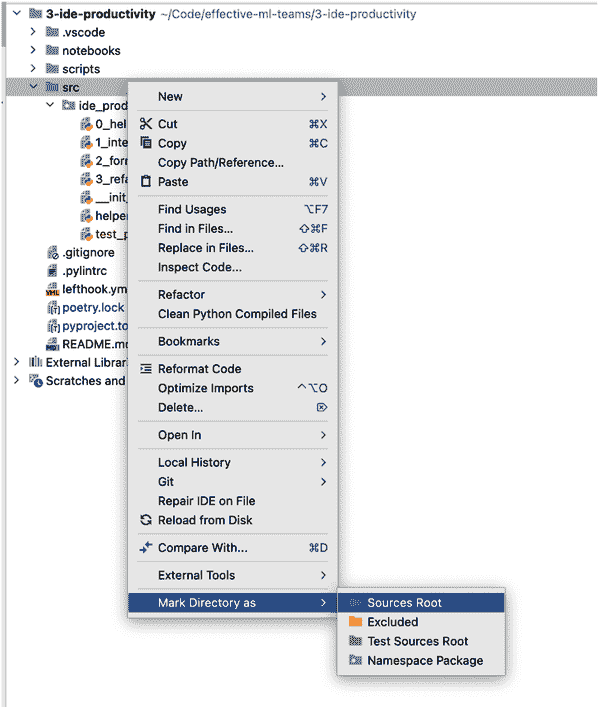 3-ide-productivity ~/Code/effective-ml-teams/3-ide-productivity
.vscode
notebooks
scripts
src
ide_prod
0_hel
1_inte
2_forr
3_refa
__init_
helper
test_p
.gitignore
.pylintrc
lefthook.ym
poetry.lock
pyproject.to
README.m
External Librari
Scratches and
New
Cut ⌘X
Copy ⌘C
Copy Path/Reference...
Paste ⌘V
Find Usages ⌥F7
Find in Files... ⇧⌘F
Replace in Files... ⇧⌘R
Inspect Code...
Refactor
Clean Python Compiled Files
Bookmarks
Reformat Code
Optimize Imports ^⌥O
Delete... ⌦
Open In
Local History
Git
Repair IDE on File
Reload from Disk
Compare With... ⌘D
External Tools
Mark Directory as
Sources Root
Excluded
Test Sources Root
Namespace Package